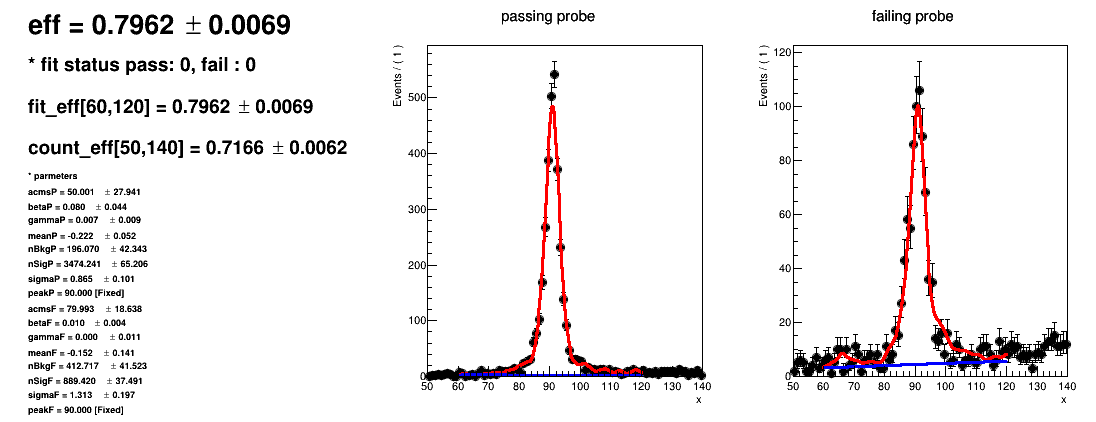 eff = 0.7962 ± 0.0069
* fit status pass: 0, fail : 0
fit_eff[60,120] = 0.7962 ± 0.0069
count_eff[50,140] = 0.7166 ± 0.0062
* parmeters
acmsP = 50.001 ± 27.941
betaP = 0.080 ± 0.044
gammaP = 0.007 ± 0.009
meanP = -0.222 ± 0.052
nBkgP = 196.070 ± 42.343
nSigP = 3474.241 ± 65.206
sigmaP = 0.865 ± 0.101
peakP = 90.000 [Fixed]
acmsF = 79.993 ± 18.638
betaF = 0.010 ± 0.004
gammaF = 0.000 ± 0.011
meanF = -0.152 ± 0.141
nBkgF = 412.717 ± 41.523
nSigF = 889.420 ± 37.491
sigmaF = 1.313 ± 0.197
peakF = 90.000 [Fixed]
passing probe
Events / ( 1 )
500
400
300
200
100
0
50 60 70 80 90 100 110 120 130 140
x
failing probe
Events / ( 1 )
120
100
80
60
40
20
0
50 60 70 80 90 100 110 120 130 140
x